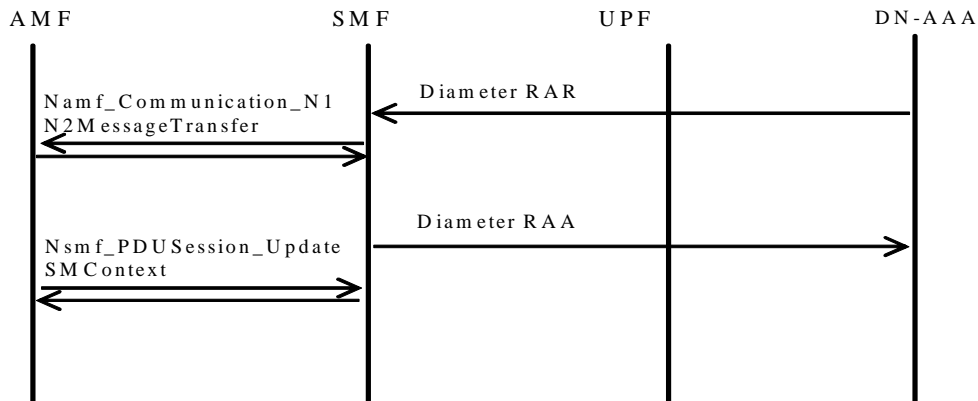 AMF SMF UPF DN-AAA
Diameter RAR
Namf_Communication_N1
N2MessageTransfer
Diameter RAA
Nsmf_PDUSession_Update
SMContext